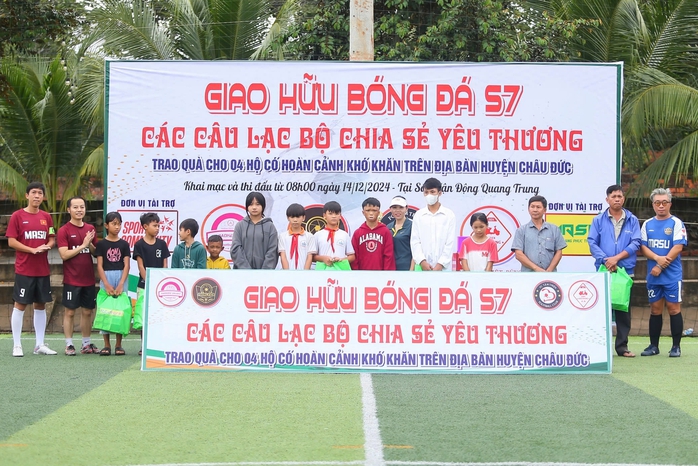 GIAO HỮU BÓNG ĐÁ S7
CÁC CÂU LẠC BỘ CHIA SẺ YÊU THƯƠNG
TRAO QUÀ CHO 04 HỘ CÓ HOÀN CẢNH KHÓ KHĂN TRÊN ĐỊA BÀN HUYỆN CHÂU ĐỨC
Khai mạc và thi đấu từ 08h00 ngày 14/12/2024 - Tại Động Quang Trung
ĐƠN VỊ TÀI TRỢ
ĐƠN VỊ TÀI TRỢ
MASU
MASU
ALABAMA
MASU
9
11
22
GIAO HỮU BÓNG ĐÁ S7
CÁC CÂU LẠC BỘ CHIA SẺ YÊU THƯƠNG
TRAO QUÀ CHO 04 HỘ CÓ HOÀN CẢNH KHÓ KHĂN TRÊN ĐỊA BÀN HUYỆN CHÂU ĐỨC